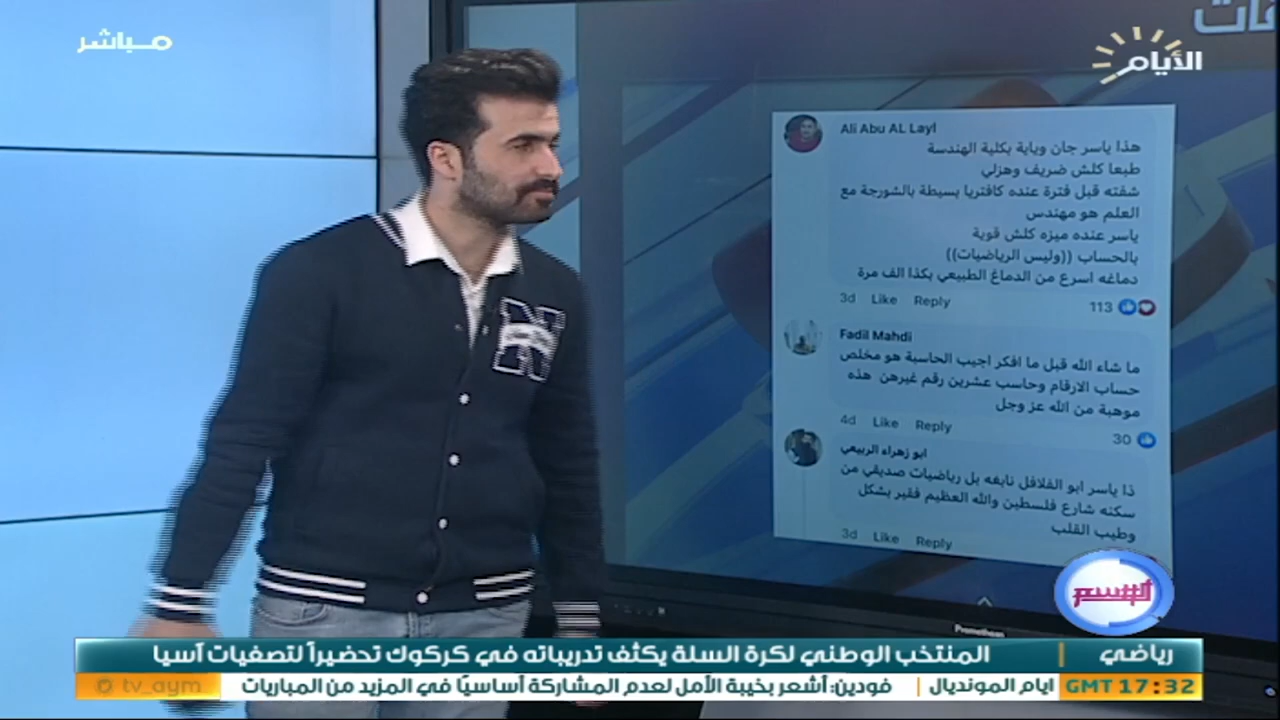 مباشر
الأيام
Ali Abu AL Layl
هذا ياسر جان وياية بكلية الهندسة
طبعا كلش ضريف وهزلي
شفته قبل فترة عنده كافتريا بسيطة بالشورجة مع
العلم هو مهندس
ياسر عنده ميزه كلش قوية
بالحساب ((وليس الرياضيات))
دماغه اسرع من الدماغ الطبيعي بكذا الف مرة
3d Like Reply 113
Fadil Mahdi
ما شاء الله قبل ما افكر اجيب الحاسبة هو مخلص
حساب الارقام وحاسب عشرين رقم غيرهن هذه
موهبة من الله عز وجل
4d Like Reply 30
ابو زهراء الربيعي
ذا ياسر ابو الفلافل نابغه بل رياضيات صديقي من
سكنه شارع فلسطين والله العظيم فقير بشكل
وطيب القلب
3d Like Reply
Promethean
رياضي | المنتخب الوطني لكرة السلة يكثف تدريباته في كركوك تحضيراً لتصفيات آسيا
GMT 17:32 ايام المونديال | فودين: أشعر بخيبة الأمل لعدم المشاركة أساسيًا في المزيد من المباريات tv_aym